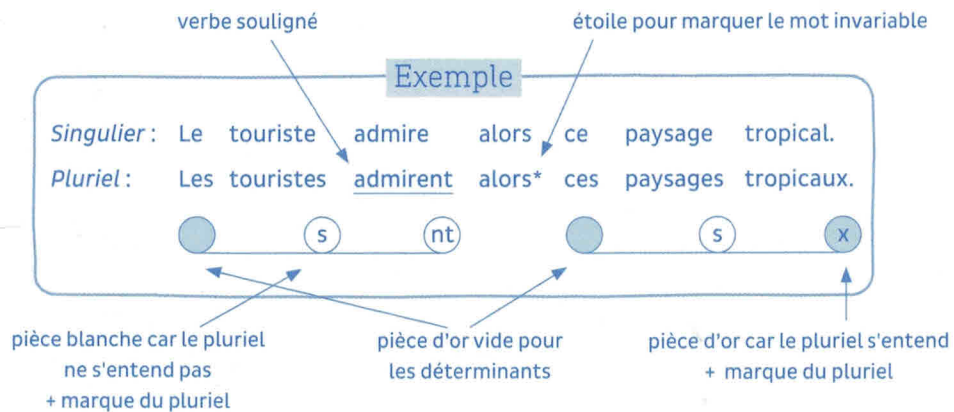 verbe souligné
étoile pour marquer le mot invariable
Exemple
Singulier : Le touriste admire alors ce paysage tropical.
Pluriel : Les touristes admirent alors* ces paysages tropicaux.
s nt s x
pièce blanche car le pluriel
ne s'entend pas
+ marque du pluriel
pièce d'or vide pour
les déterminants
pièce d'or car le pluriel s'entend
+ marque du pluriel